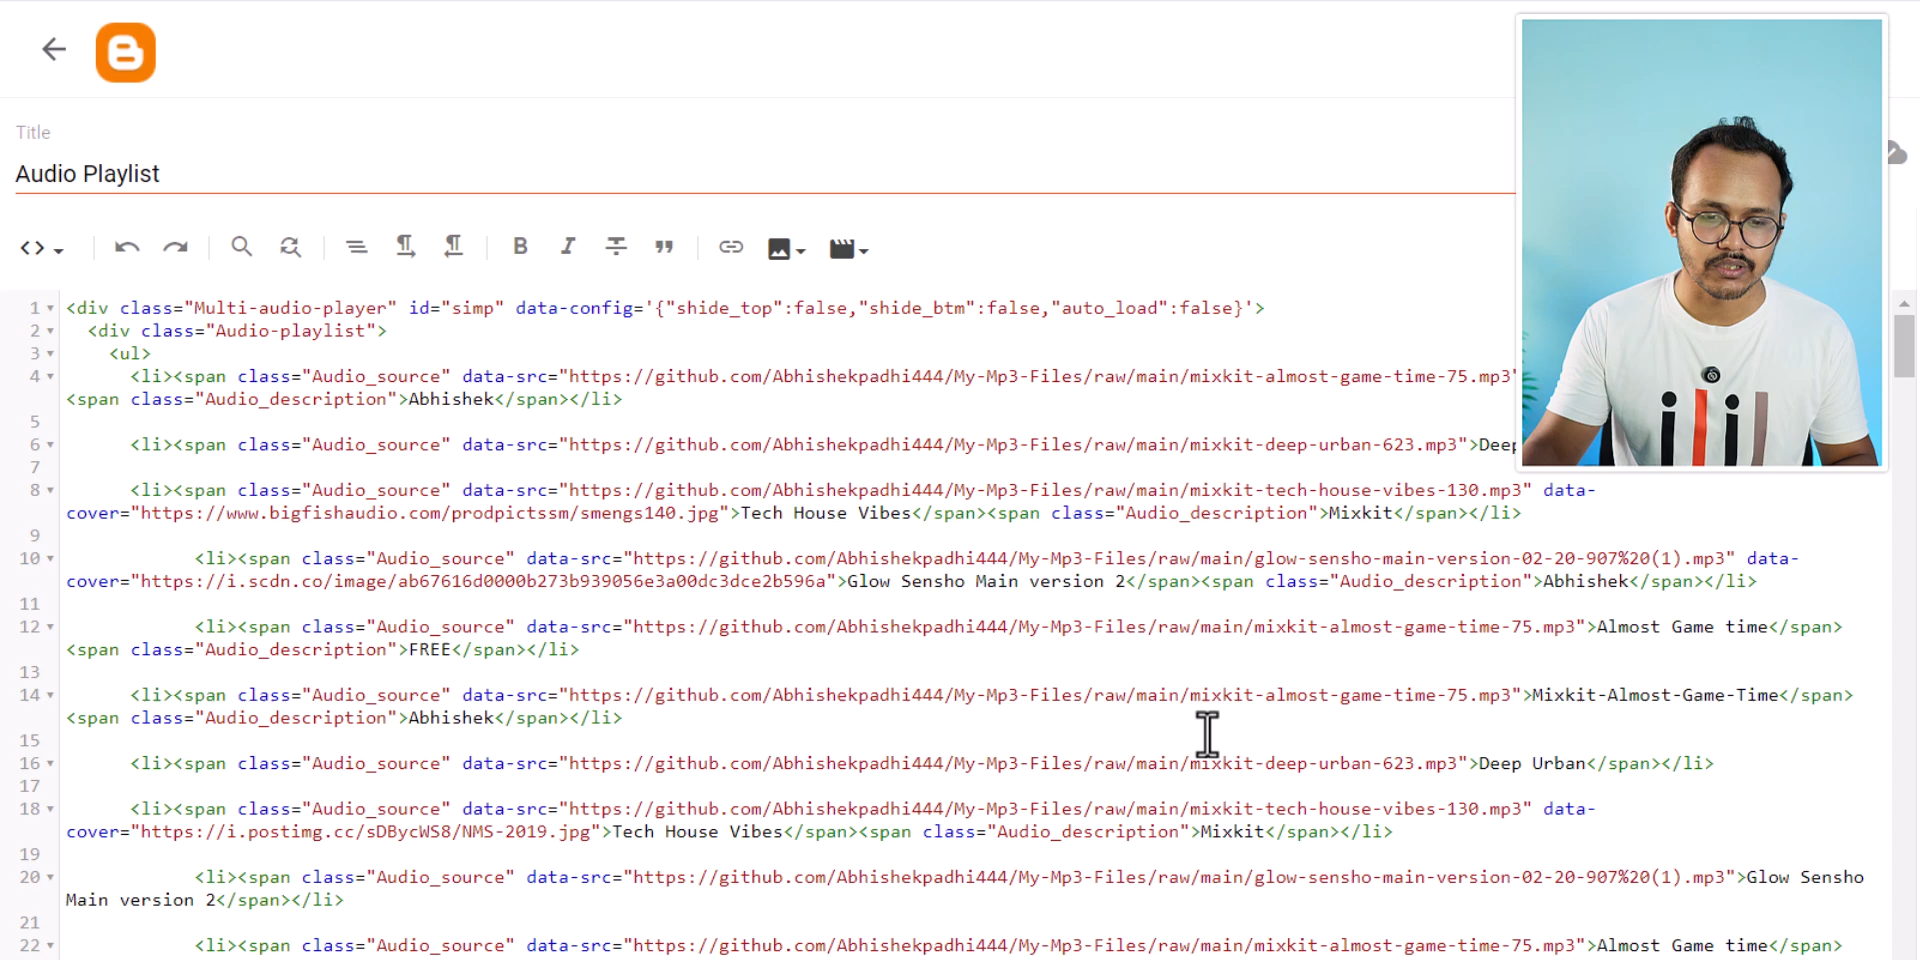 Title
Audio Playlist
1 <div class="Multi-audio-player" id="simp" data-config='{"shide_top":false,"shide_btm":false,"auto_load":false}'>
2 <div class="Audio-playlist">
3 <ul>
4 <li><span class="Audio_source" data-src="https://github.com/Abhishekpadhi444/My-Mp3-Files/raw/main/mixkit-almost-game-time-75.mp3"
<span class="Audio_description">Abhishek</span></li>
5
6 <li><span class="Audio_source" data-src="https://github.com/Abhishekpadhi444/My-Mp3-Files/raw/main/mixkit-deep-urban-623.mp3">Deep
7
8 <li><span class="Audio_source" data-src="https://github.com/Abhishekpadhi444/My-Mp3-Files/raw/main/mixkit-tech-house-vibes-130.mp3" data-
cover="https://www.bigfishaudio.com/prodpictssm/smengs140.jpg">Tech House Vibes</span><span class="Audio_description">Mixkit</span></li>
9
10 <li><span class="Audio_source" data-src="https://github.com/Abhishekpadhi444/My-Mp3-Files/raw/main/glow-sensho-main-version-02-20-907%20(1).mp3" data-
cover="https://i.scdn.co/image/ab67616d0000b273b939056e3a00dc3dce2b596a">Glow Sensho Main version 2</span><span class="Audio_description">Abhishek</span></li>
11
12 <li><span class="Audio_source" data-src="https://github.com/Abhishekpadhi444/My-Mp3-Files/raw/main/mixkit-almost-game-time-75.mp3">Almost Game time</span>
<span class="Audio_description">FREE</span></li>
13
14 <li><span class="Audio_source" data-src="https://github.com/Abhishekpadhi444/My-Mp3-Files/raw/main/mixkit-almost-game-time-75.mp3">Mixkit-Almost-Game-Time</span>
<span class="Audio_description">Abhishek</span></li>
15
16 <li><span class="Audio_source" data-src="https://github.com/Abhishekpadhi444/My-Mp3-Files/raw/main/mixkit-deep-urban-623.mp3">Deep Urban</span></li>
17
18 <li><span class="Audio_source" data-src="https://github.com/Abhishekpadhi444/My-Mp3-Files/raw/main/mixkit-tech-house-vibes-130.mp3" data-
cover="https://i.postimg.cc/sDBycWS8/NMS-2019.jpg">Tech House Vibes</span><span class="Audio_description">Mixkit</span></li>
19
20 <li><span class="Audio_source" data-src="https://github.com/Abhishekpadhi444/My-Mp3-Files/raw/main/glow-sensho-main-version-02-20-907%20(1).mp3">Glow Sensho
Main version 2</span></li>
21
22 <li><span class="Audio_source" data-src="https://github.com/Abhishekpadhi444/My-Mp3-Files/raw/main/mixkit-almost-game-time-75.mp3">Almost Game time</span>